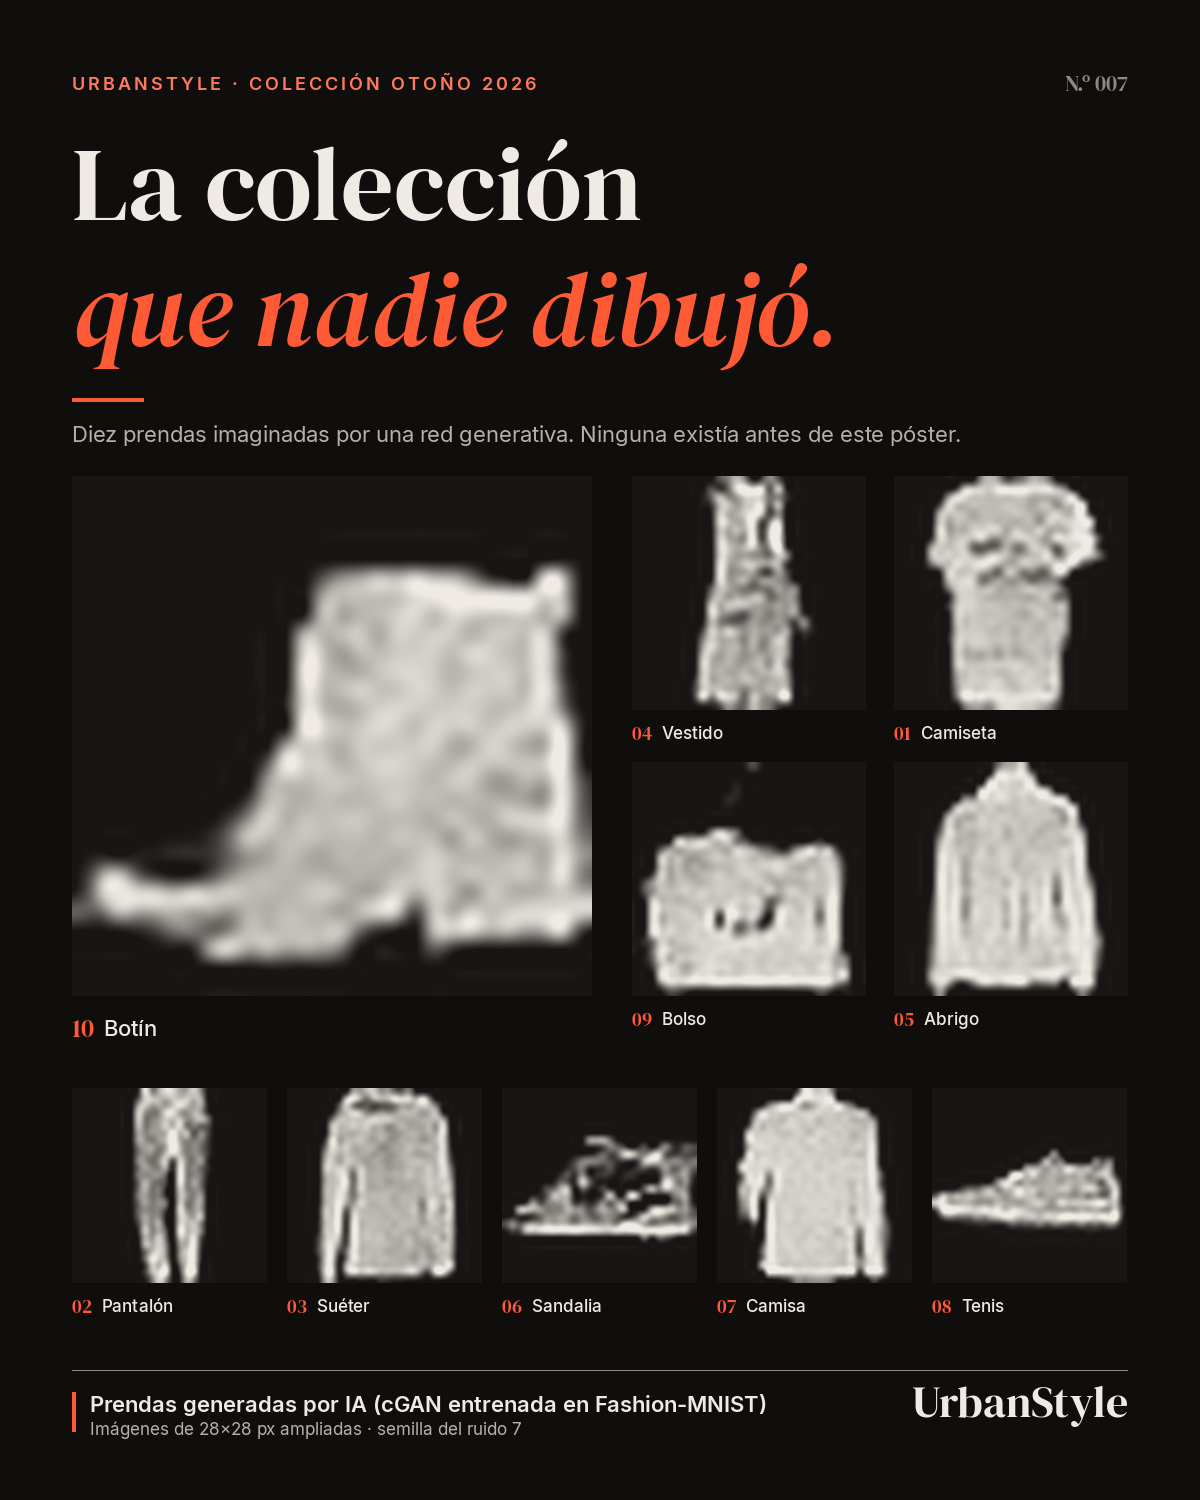 URBANSTYLE · COLECCIÓN OTOÑO 2026
N.º 007
La colección
que nadie dibujó.
Diez prendas imaginadas por una red generativa. Ninguna existía antes de este póster.
04 Vestido
01 Camiseta
10 Botín
09 Bolso
05 Abrigo
02 Pantalón
03 Suéter
06 Sandalia
07 Camisa
08 Tenis
Prendas generadas por IA (cGAN entrenada en Fashion-MNIST)
Imágenes de 28×28 px ampliadas · semilla del ruido 7
UrbanStyle